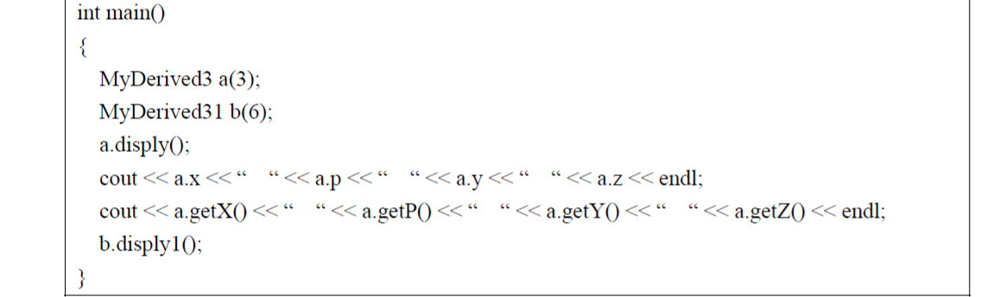 int main()
{
MyDerived3 a(3);
MyDerived31 b(6);
a.disply();
cout << a.x << “ “ << a.p << “ “ << a.y << “ “ << a.z << endl;
cout << a.getX() << “ “ << a.getP() << “ “ << a.getY() << “ “ << a.getZ() << endl;
b.disply1();
}